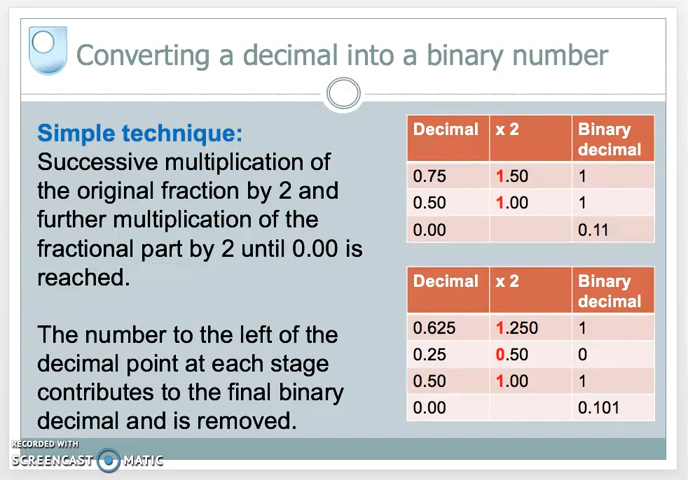 Converting a decimal into a binary number
Simple technique:
Successive multiplication of
the original fraction by 2 and
further multiplication of the
fractional part by 2 until 0.00 is
reached.
The number to the left of the
decimal point at each stage
contributes to the final binary
decimal and is removed.
Decimal x 2 Binary
decimal
0.75 1.50 1
0.50 1.00 1
0.00 0.11
Decimal x 2 Binary
decimal
0.625 1.250 1
0.25 0.50 0
0.50 1.00 1
0.00 0.101
RECORDED WITH
SCREENCAST MATIC